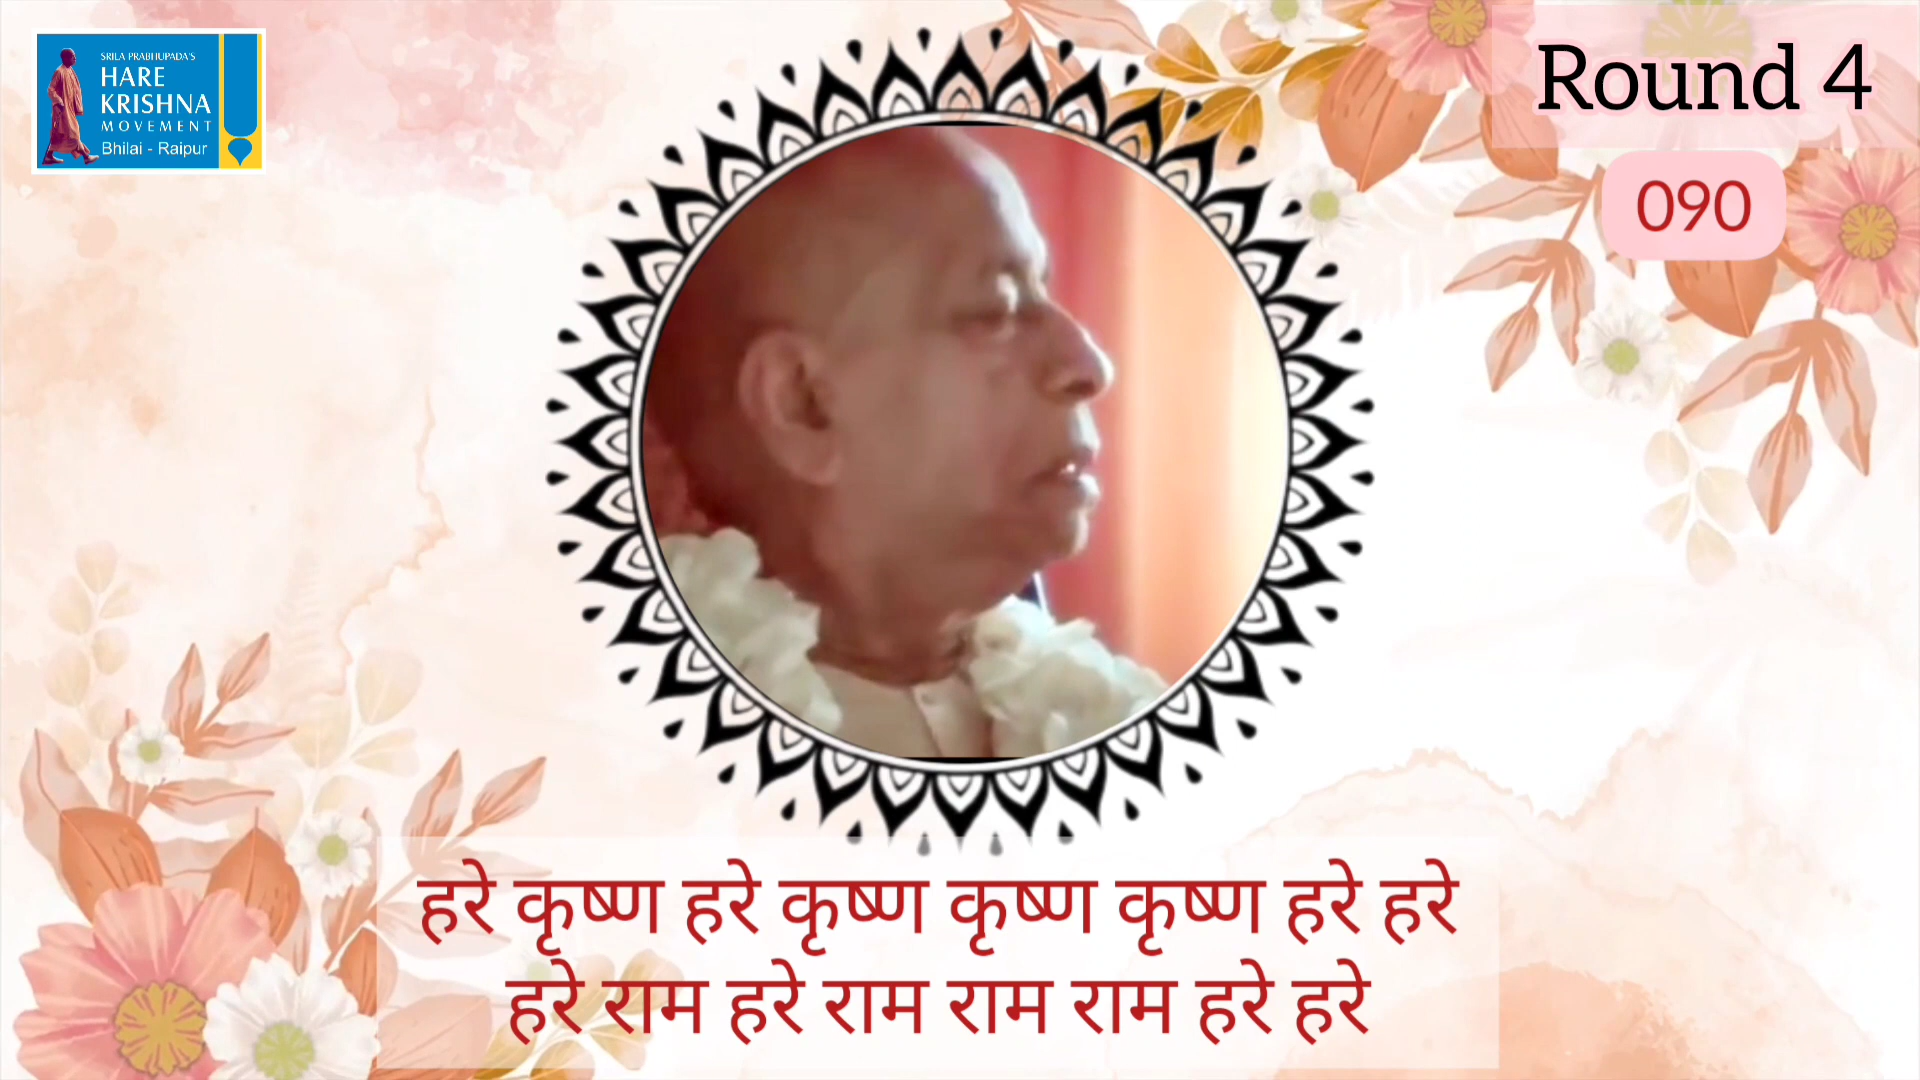 SRILA PRABHUPADA'S
HARE
KRISHNA
MOVEMENT
Bhilai - Raipur
Round 4
090
हरे कृष्ण हरे कृष्ण कृष्ण कृष्ण हरे हरे
हरे राम हरे राम राम राम हरे हरे